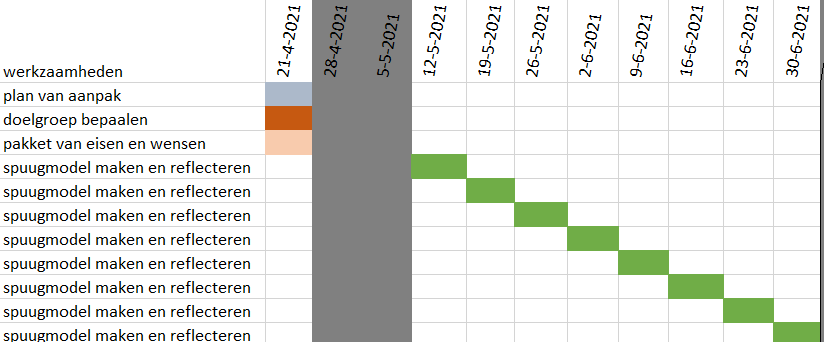 werkzaamheden 21-4-2021 28-4-2021 5-5-2021 12-5-2021 19-5-2021 26-5-2021 2-6-2021 9-6-2021 16-6-2021 23-6-2021 30-6-2021
plan van aanpak
doelgroep bepaalen
pakket van eisen en wensen
spuugmodel maken en reflecteren
spuugmodel maken en reflecteren
spuugmodel maken en reflecteren
spuugmodel maken en reflecteren
spuugmodel maken en reflecteren
spuugmodel maken en reflecteren
spuugmodel maken en reflecteren
spuugmodel maken en reflecteren